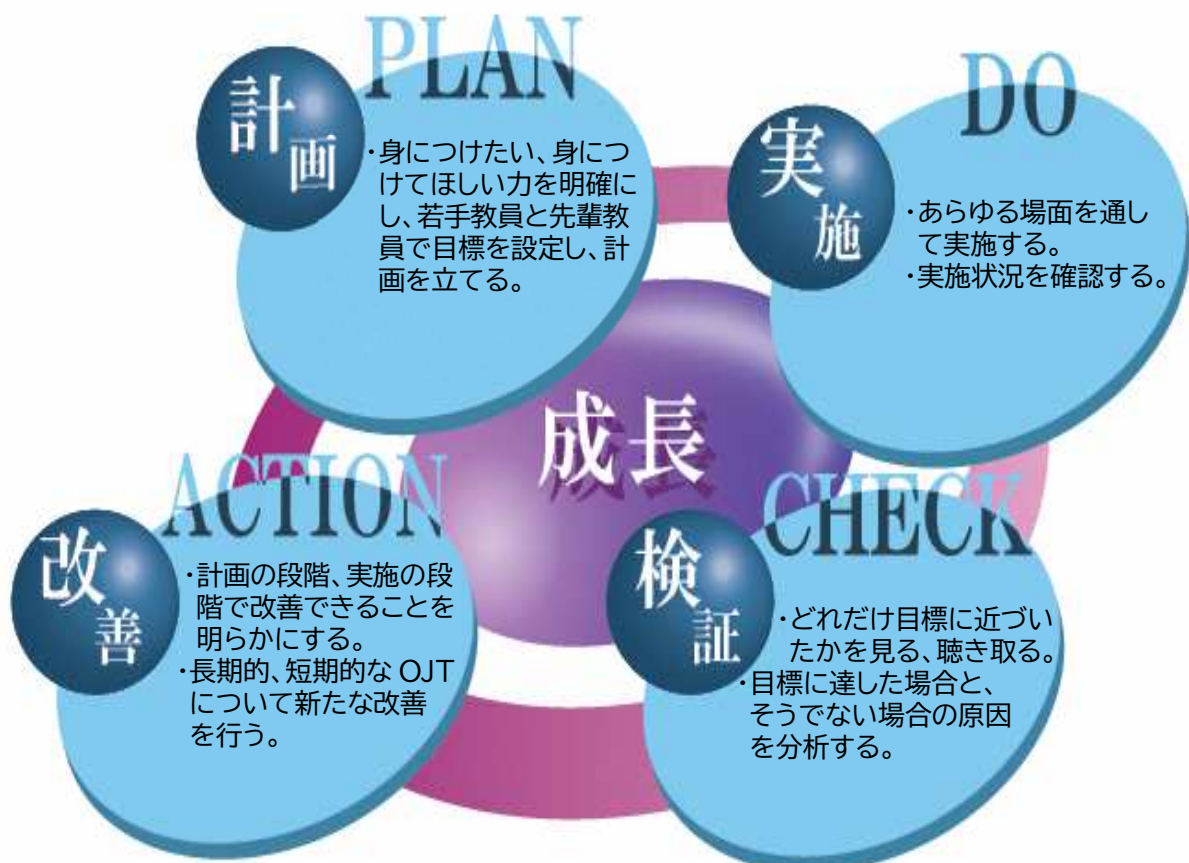 PLAN
計画
・身につけたい、身につ
けてほしい力を明確に
し、若手教員と先輩教
員で目標を設定し、計
画を立てる。
DO
実施
・あらゆる場面を通し
て実施する。
・実施状況を確認する。
成長
CHECK
検証
・どれだけ目標に近づい
たかを見る、聴き取る。
・目標に達した場合と、
そうでない場合の原因
を分析する。
ACTION
改善
・計画の段階、実施の段
階で改善できることを
明らかにする。
・長期的、短期的な OJT
について新たな改善
を行う。